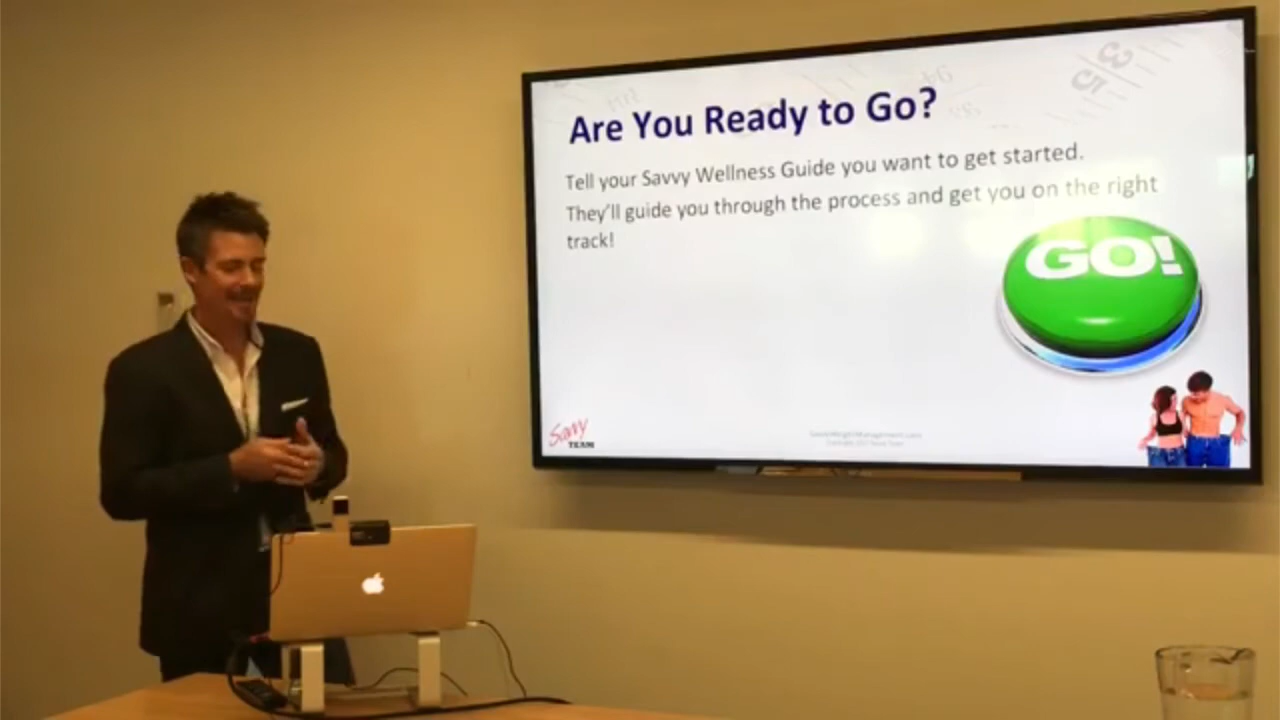 Are You Ready to Go?
Tell your Savvy Wellness Guide you want to get started.
They'll guide you through the process and get you on the right
track!
GO!
Savvy
TEAM